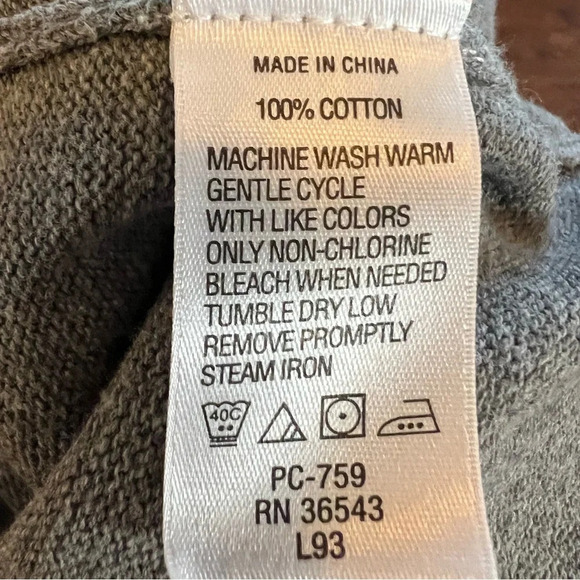 MADE IN CHINA
100% COTTON
MACHINE WASH WARM
GENTLE CYCLE
WITH LIKE COLORS
ONLY NON-CHLORINE
BLEACH WHEN NEEDED
TUMBLE DRY LOW
REMOVE PROMPTLY
STEAM IRON
40C
PC-759
RN 36543
L93